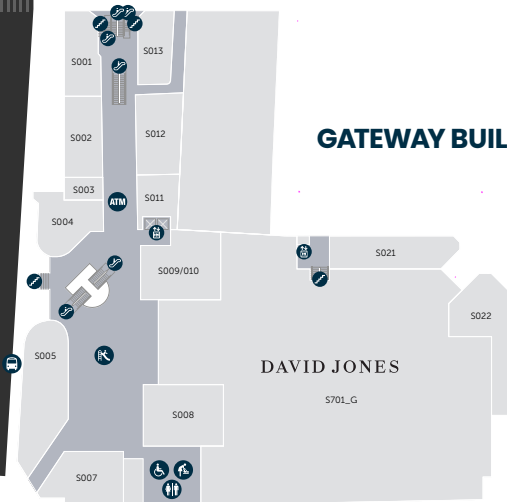 S001
S013
S002
S012
GATEWAY BUIL
S003
S011
ATM
S004
S021
S009/010
S022
S005
DAVID JONES
S701_G
S008
S007